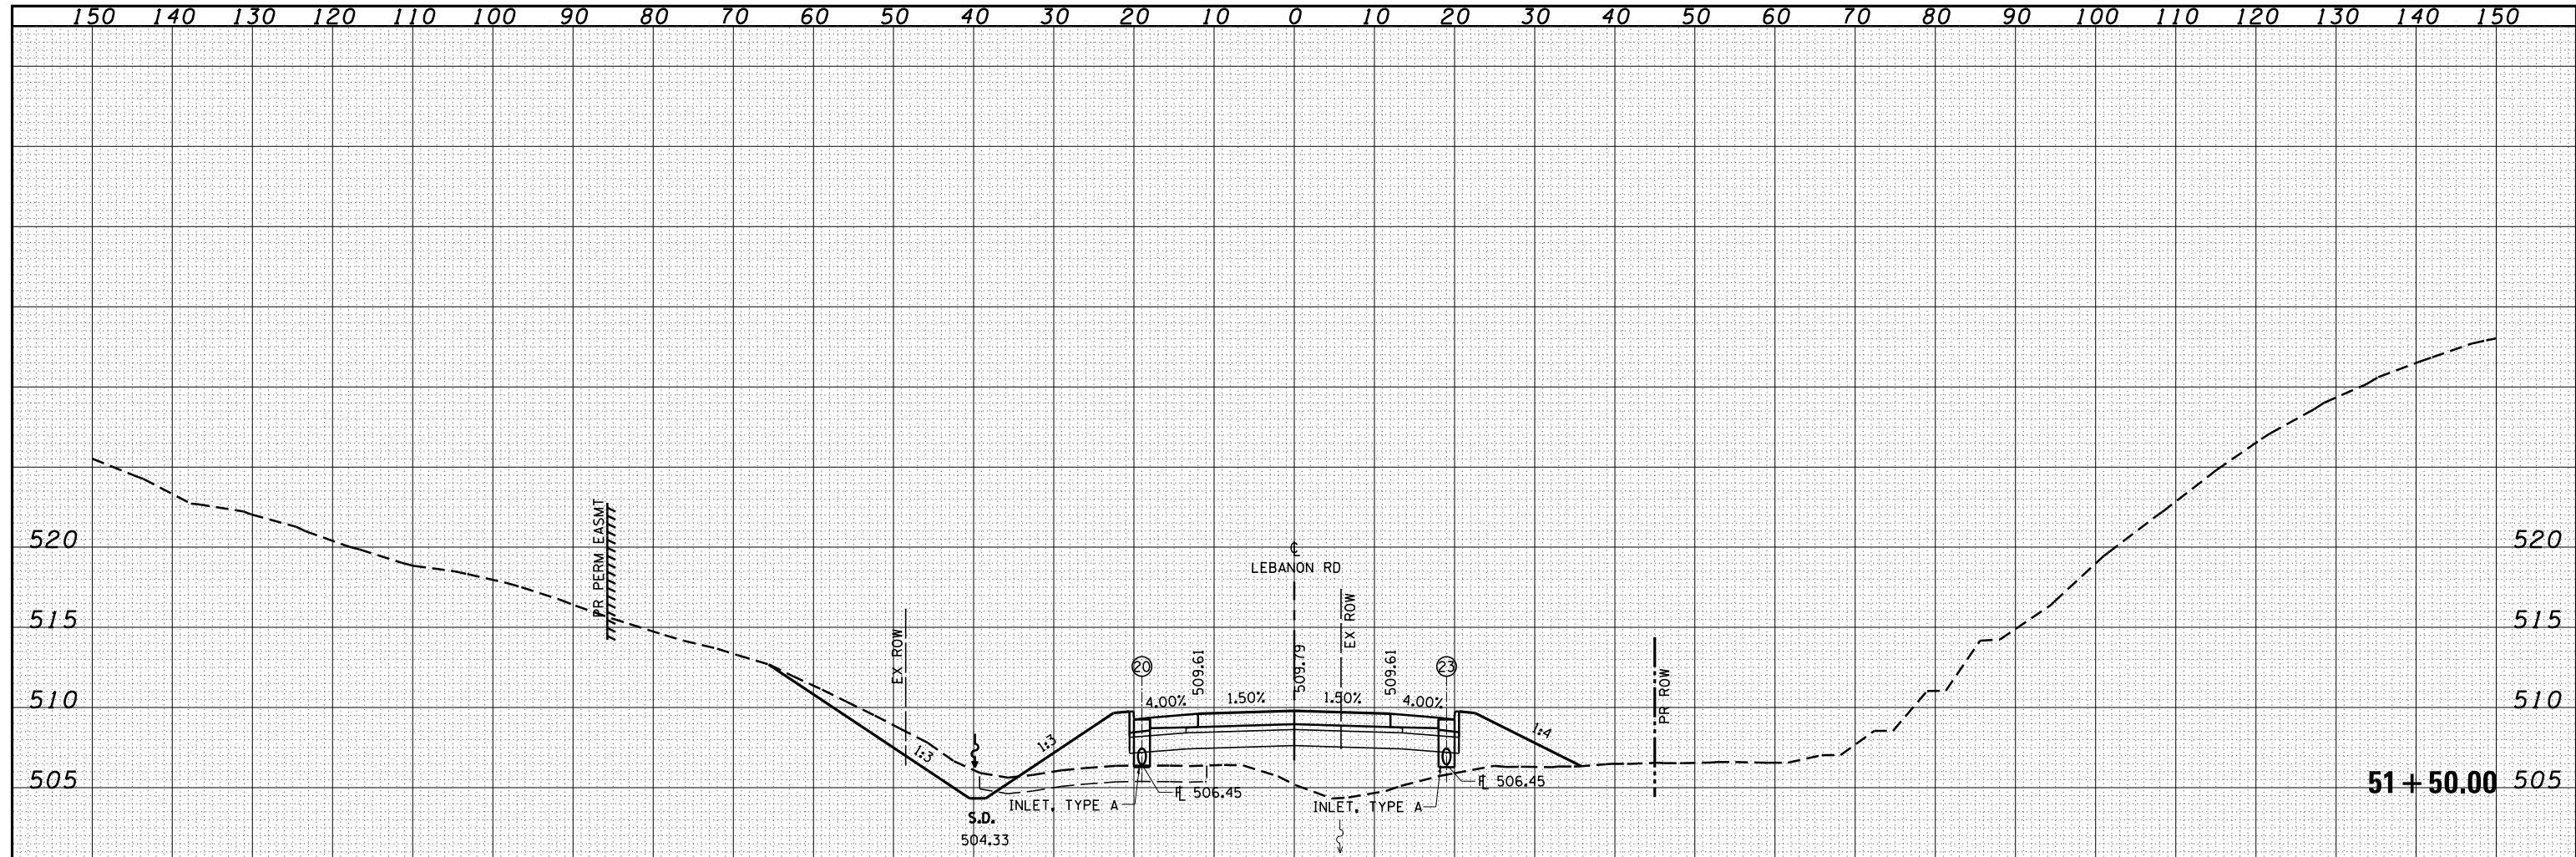 150 140 130 120 110 100 90 80 70 60 50 40 30 20 10 0 10 20 30 40 50 60 70 80 90 100 110 120 130 140 150
PR PERM EASMT
520 520
℄
LEBANON RD
EX ROW
515 515
EX ROW
20 509.61 509.79 509.61 23
PR ROW
4.00% 1.50% 1.50% 4.00%
510 510
1:3 1:3 1:4
505 505
51+50.00
INLET, TYPE A
FL 506.45
INLET, TYPE A
FL 506.45
S.D.
504.33